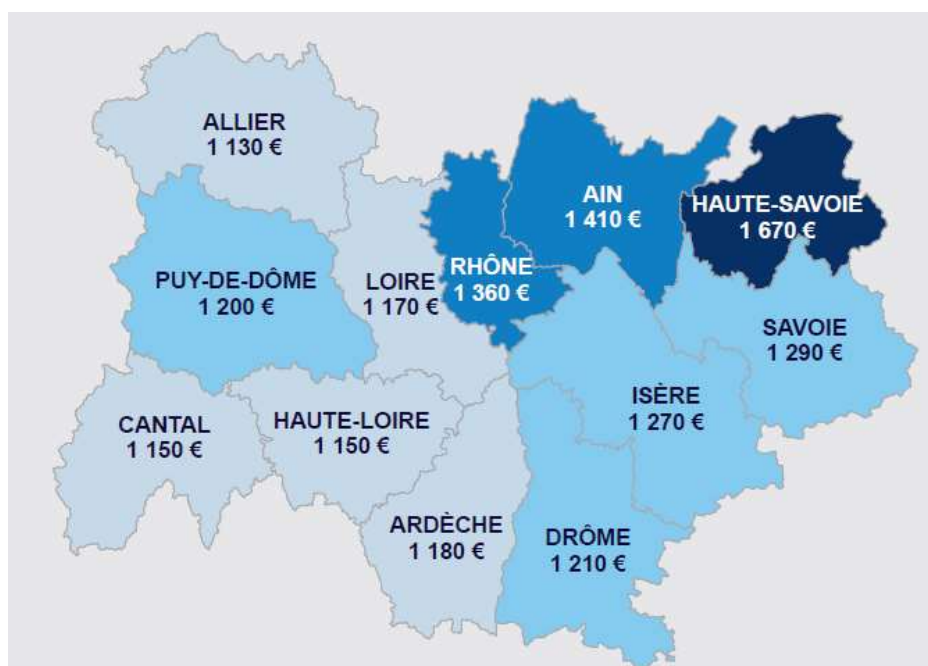 ALLIER
1 130 €
AIN
1 410 €
HAUTE-SAVOIE
1 670 €
PUY-DE-DÔME
1 200 €
LOIRE
1 170 €
RHÔNE
1 360 €
SAVOIE
1 290 €
ISÈRE
1 270 €
CANTAL
1 150 €
HAUTE-LOIRE
1 150 €
ARDÈCHE
1 180 €
DRÔME
1 210 €